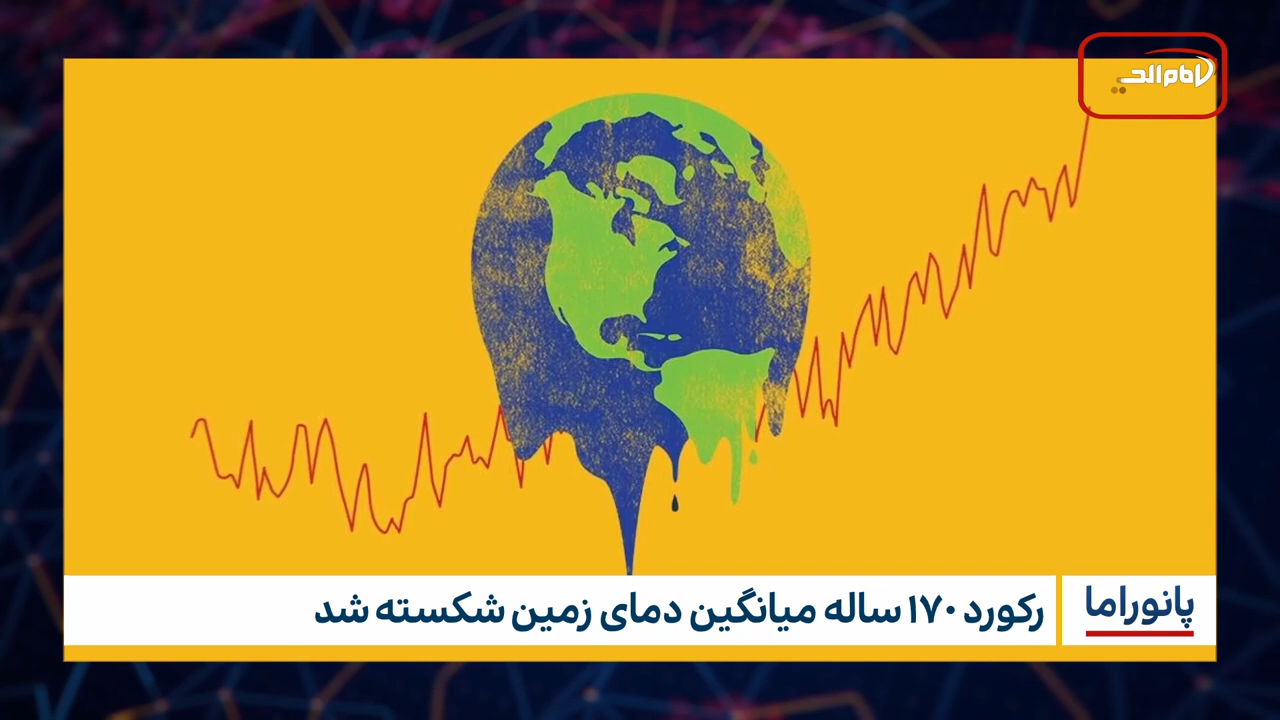 پانوراما
رکورد ۱۷۰ ساله میانگین دمای زمین شکسته شد